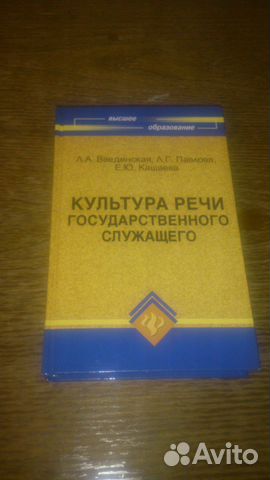 высшее
образование
Л.А. Введенская, Л.Г. Павлова,
Е.Ю. Кашаева
КУЛЬТУРА РЕЧИ
ГОСУДАРСТВЕННОГО
СЛУЖАЩЕГО
Avito